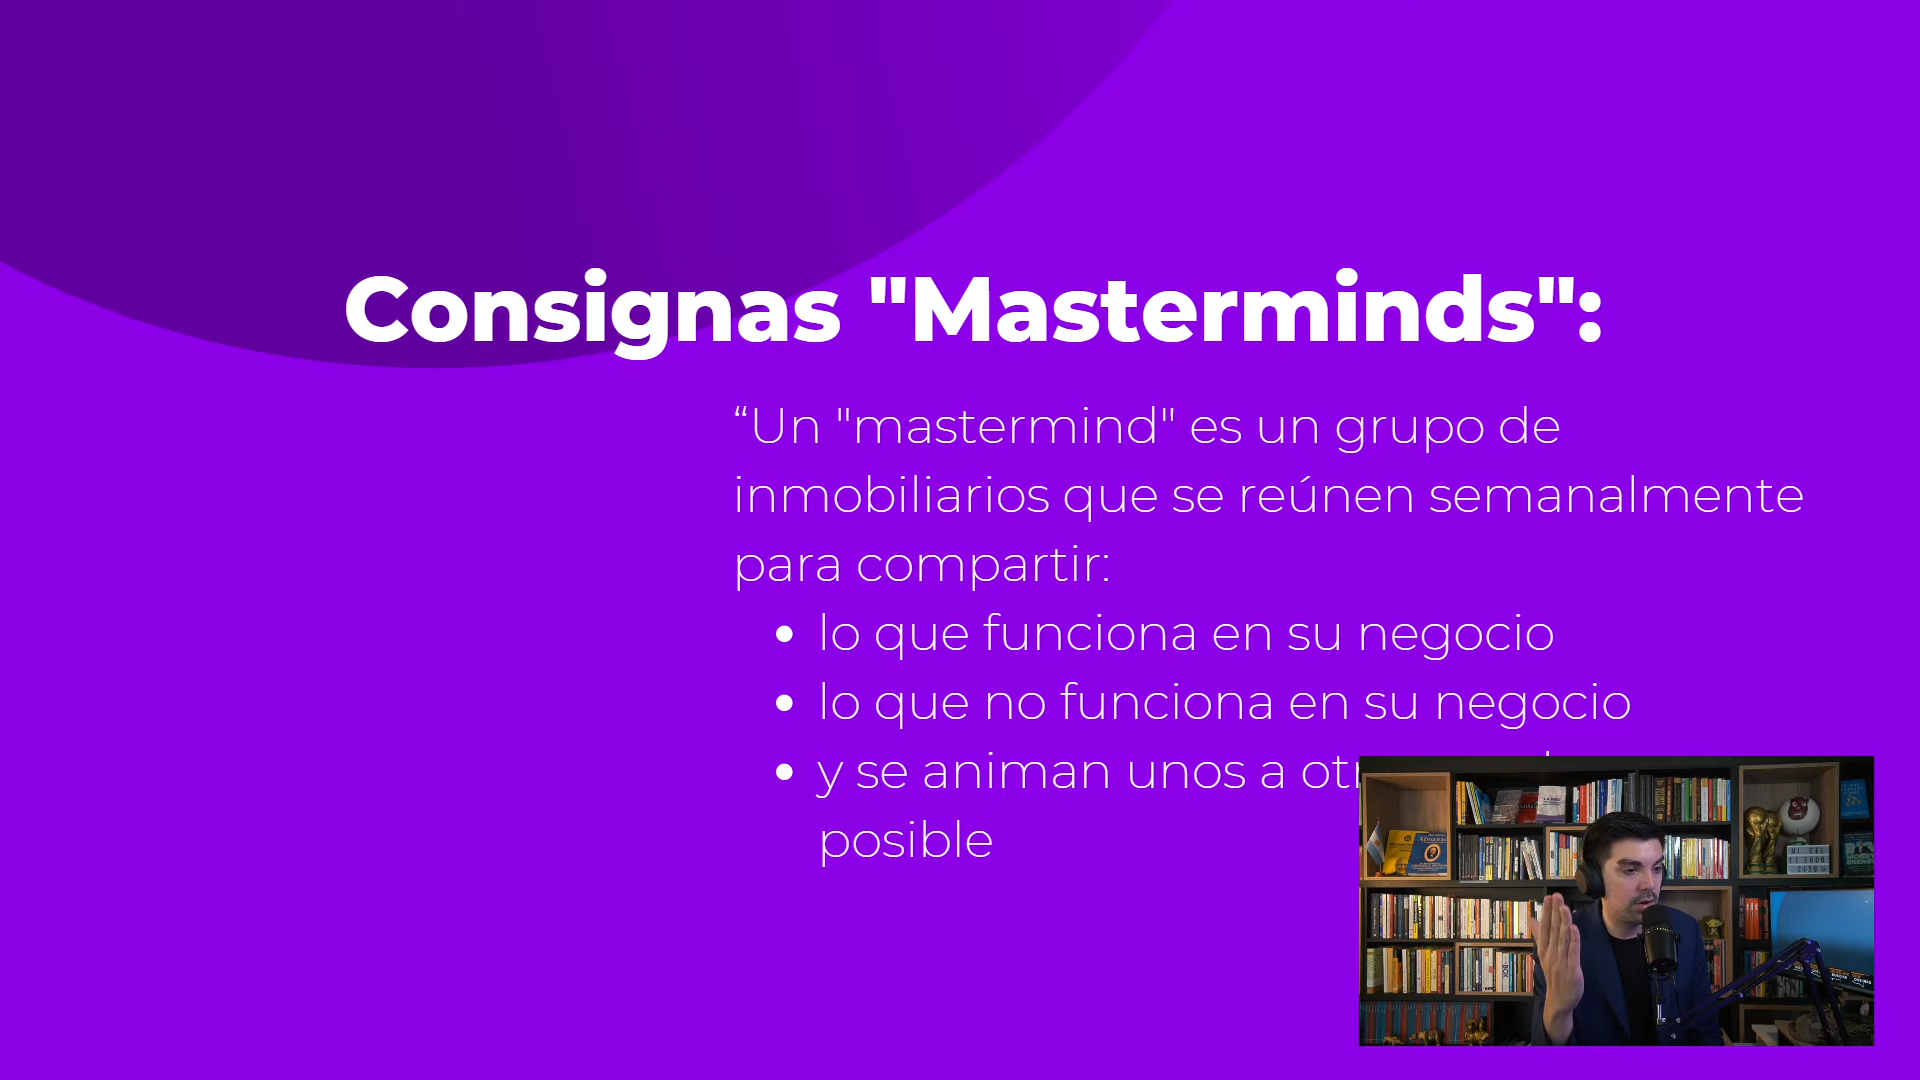 Consignas "Masterminds":
“Un "mastermind" es un grupo de
inmobiliarios que se reúnen semanalmente
para compartir:
• lo que funciona en su negocio
• lo que no funciona en su negocio
• y se animan unos a
posible